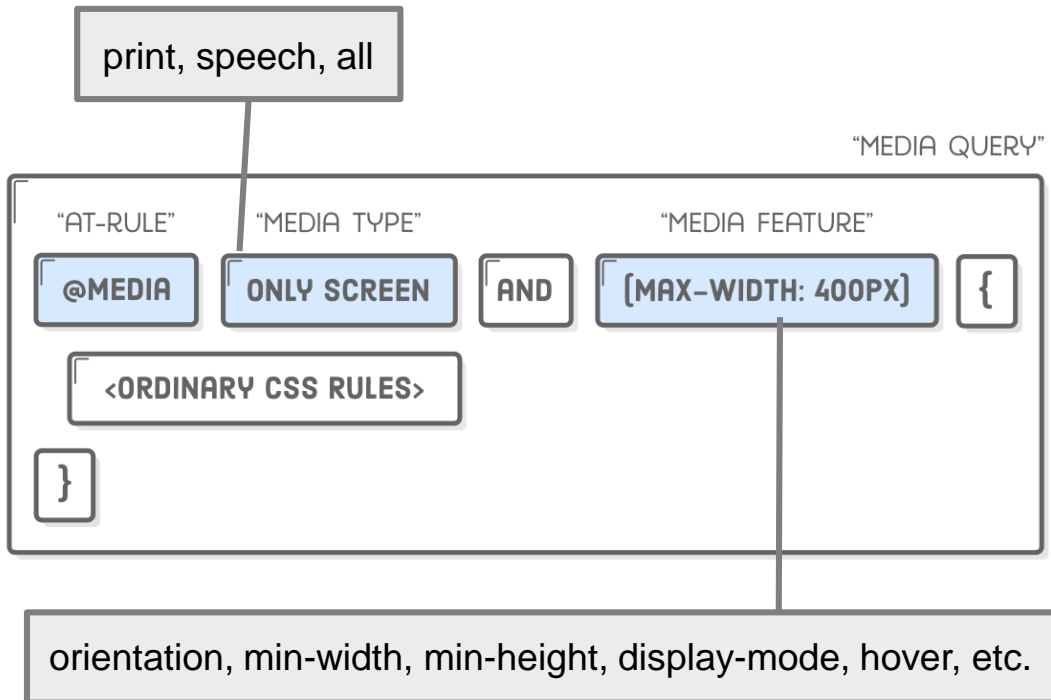 print, speech, all
“MEDIA QUERY”
“AT-RULE” “MEDIA TYPE” “MEDIA FEATURE”
@MEDIA ONLY SCREEN AND (MAX-WIDTH: 400PX) {
<ORDINARY CSS RULES>
}
orientation, min-width, min-height, display-mode, hover, etc.